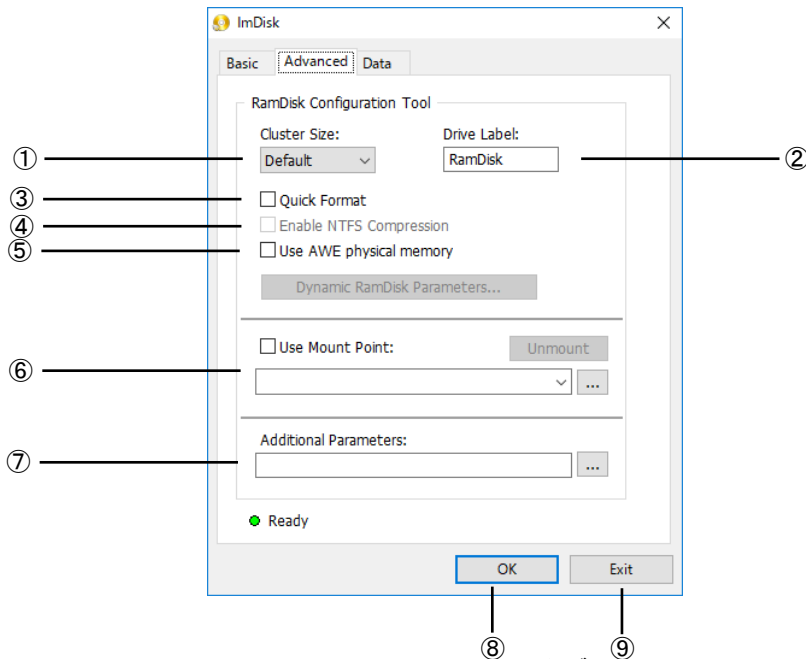 ImDisk
Basic Advanced Data
RamDisk Configuration Tool
Cluster Size: Drive Label:
① Default RamDisk ②
③ Quick Format
④ Enable NTFS Compression
⑤ Use AWE physical memory
Dynamic RamDisk Parameters...
Use Mount Point: Unmount
⑥ ...
Additional Parameters:
⑦ ...
Ready
OK Exit
⑧ ⑨